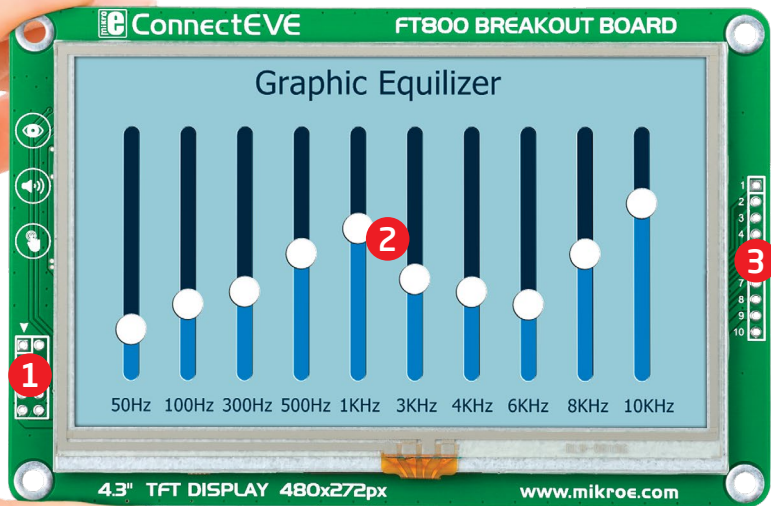 mikro e ConnectEVE FT800 BREAKOUT BOARD
Graphic Equilizer
1
2
3
4
7
8
9
10
2
3
1
50Hz 100Hz 300Hz 500Hz 1KHz 3KHz 4KHz 6KHz 8KHz 10KHz
4.3" TFT DISPLAY 480x272px www.mikroe.com